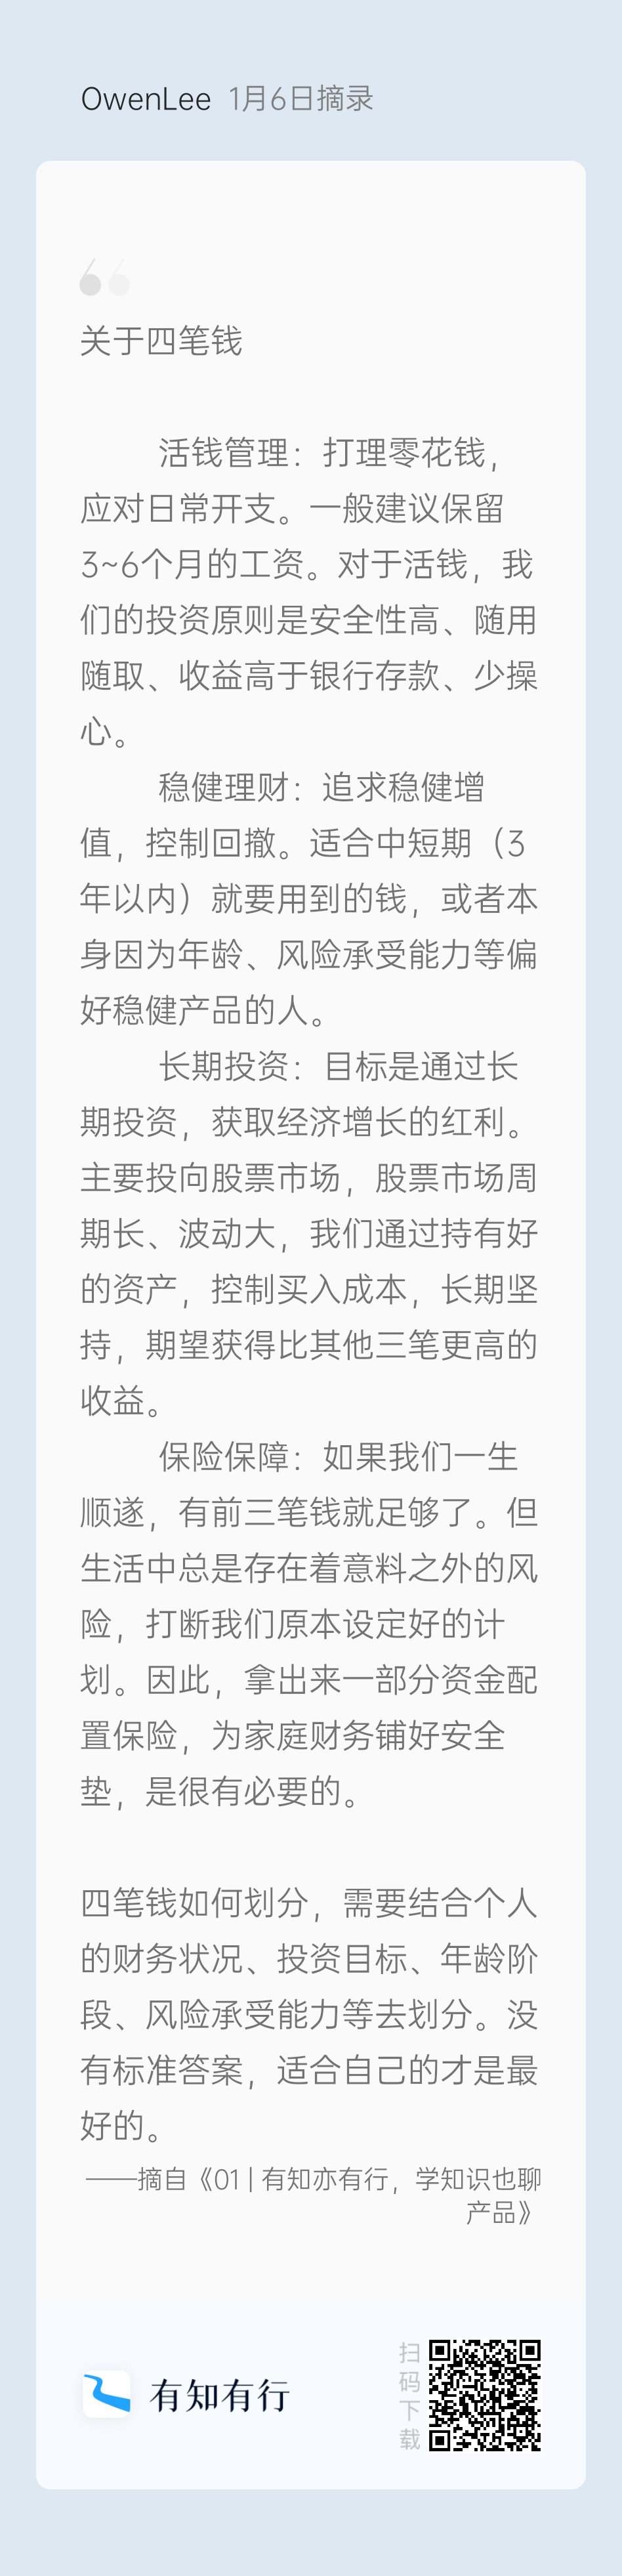 OwenLee 1月6日摘录
关于四笔钱
活钱管理：打理零花钱，
应对日常开支。一般建议保留
3~6个月的工资。对于活钱，我
们的投资原则是安全性高、随用
随取、收益高于银行存款、少操
心。
稳健理财：追求稳健增
值，控制回撤。适合中短期（3
年以内）就要用到的钱，或者本
身因为年龄、风险承受能力等偏
好稳健产品的人。
长期投资：目标是通过长
期投资，获取经济增长的红利。
主要投向股票市场，股票市场周
期长、波动大，我们通过持有好
的资产，控制买入成本，长期坚
持，期望获得比其他三笔更高的
收益。
保险保障：如果我们一生
顺遂，有前三笔钱就足够了。但
生活中总是存在着意料之外的风
险，打断我们原本设定好的计
划。因此，拿出来一部分资金配
置保险，为家庭财务铺好安全
垫，是很有必要的。
四笔钱如何划分，需要结合个人
的财务状况、投资目标、年龄阶
段、风险承受能力等去划分。没
有标准答案，适合自己的才是最
好的。
——摘自《01 | 有知亦有行，学知识也聊
产品》
有知有行
扫码下载